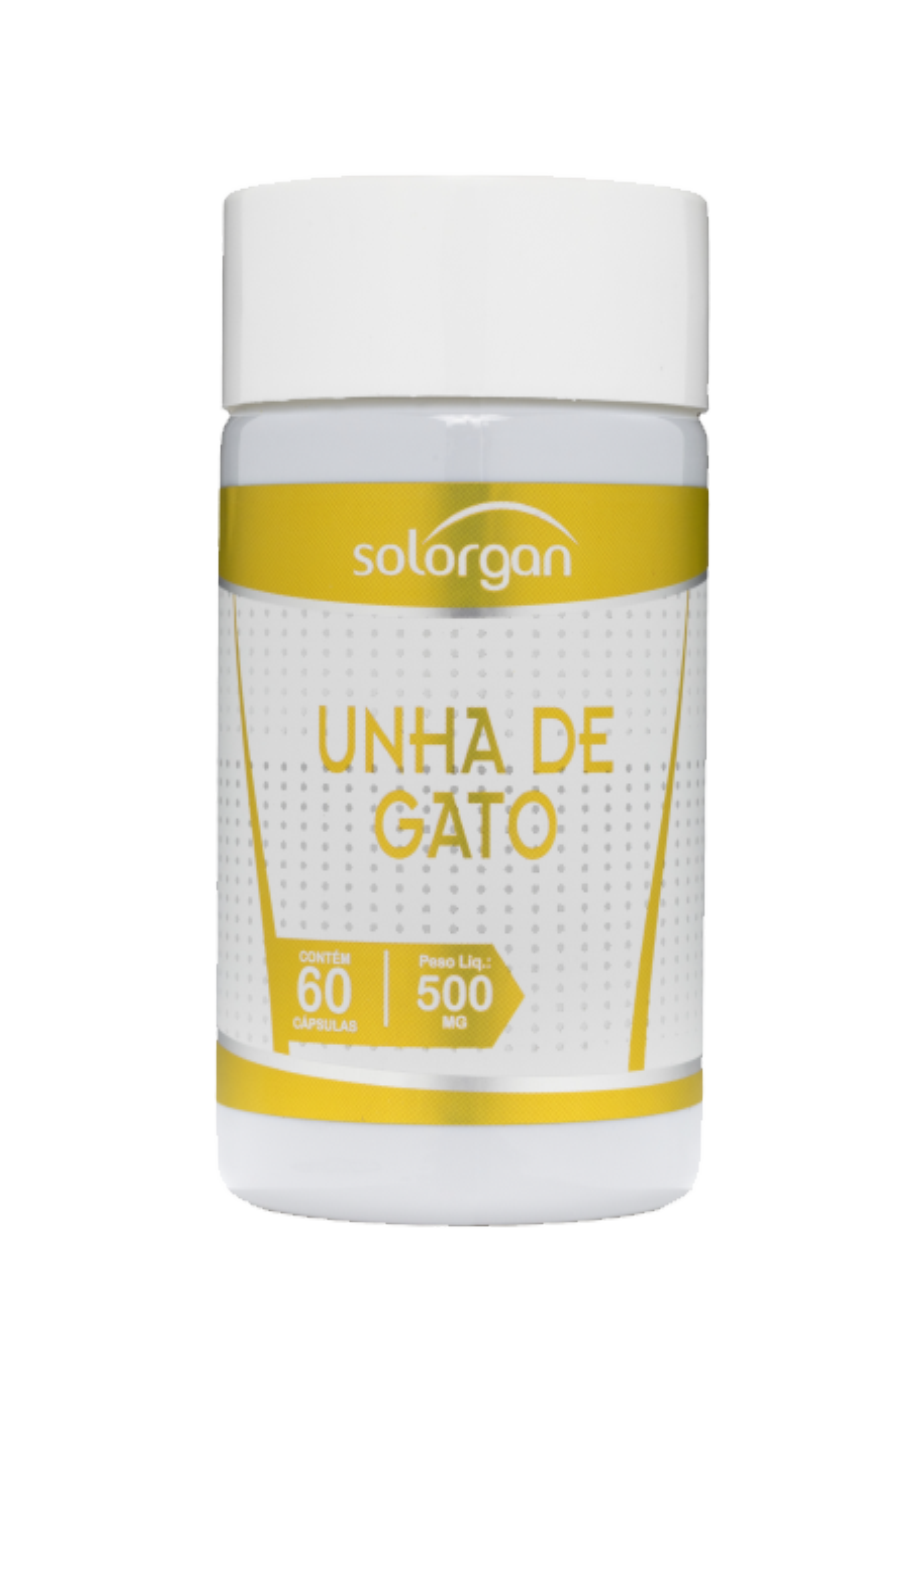 solorgan
UNHA DE
GATO
CONTÉM
60
CÁPSULAS
Peso Líq.:
500
MG